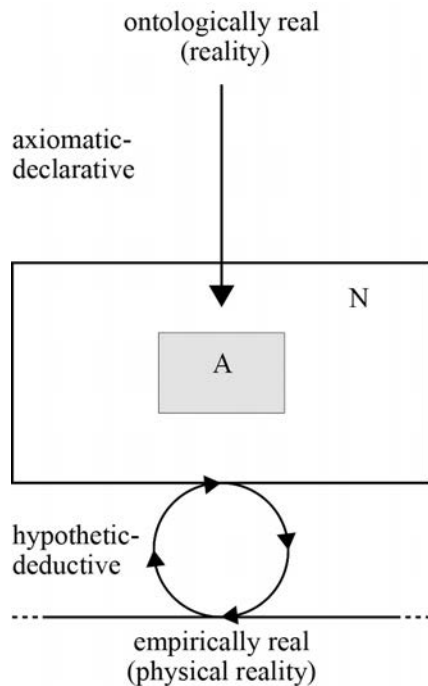 ontologically real
(reality)
axiomatic-
declarative
N
A
hypothetic-
deductive
empirically real
(physical reality)